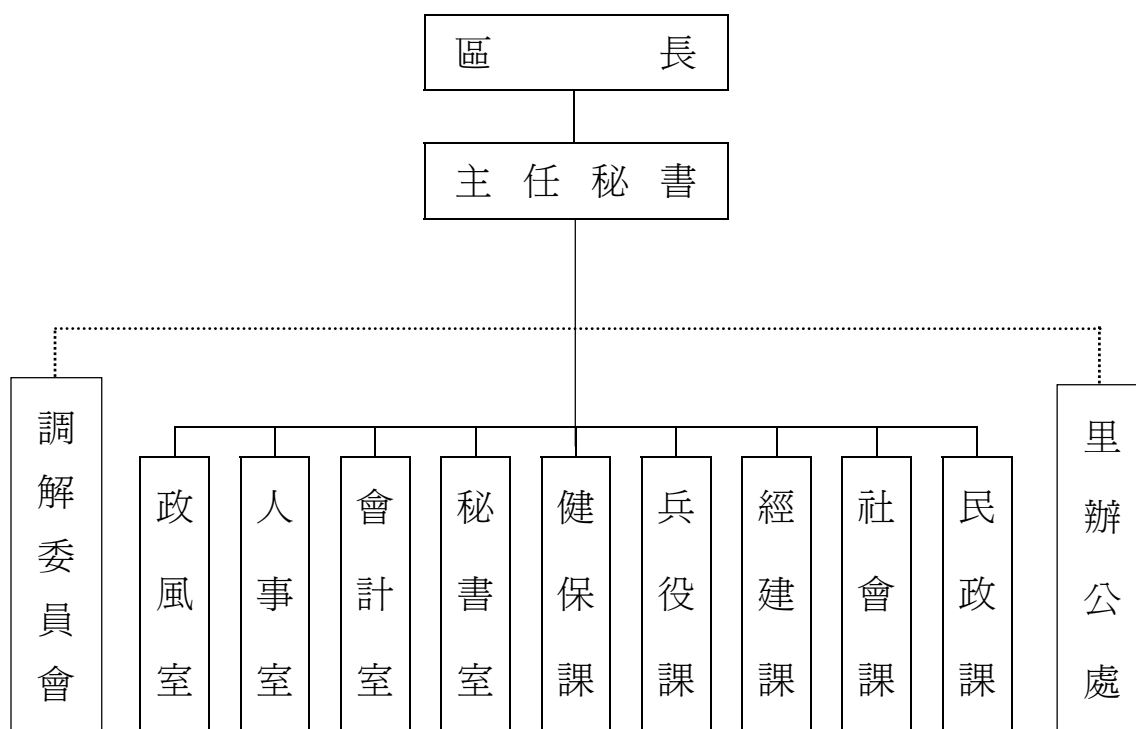 區長
主任秘書
調解委員會
政風室
人事室
會計室
秘書室
健保課
兵役課
經建課
社會課
民政課
里辦公處